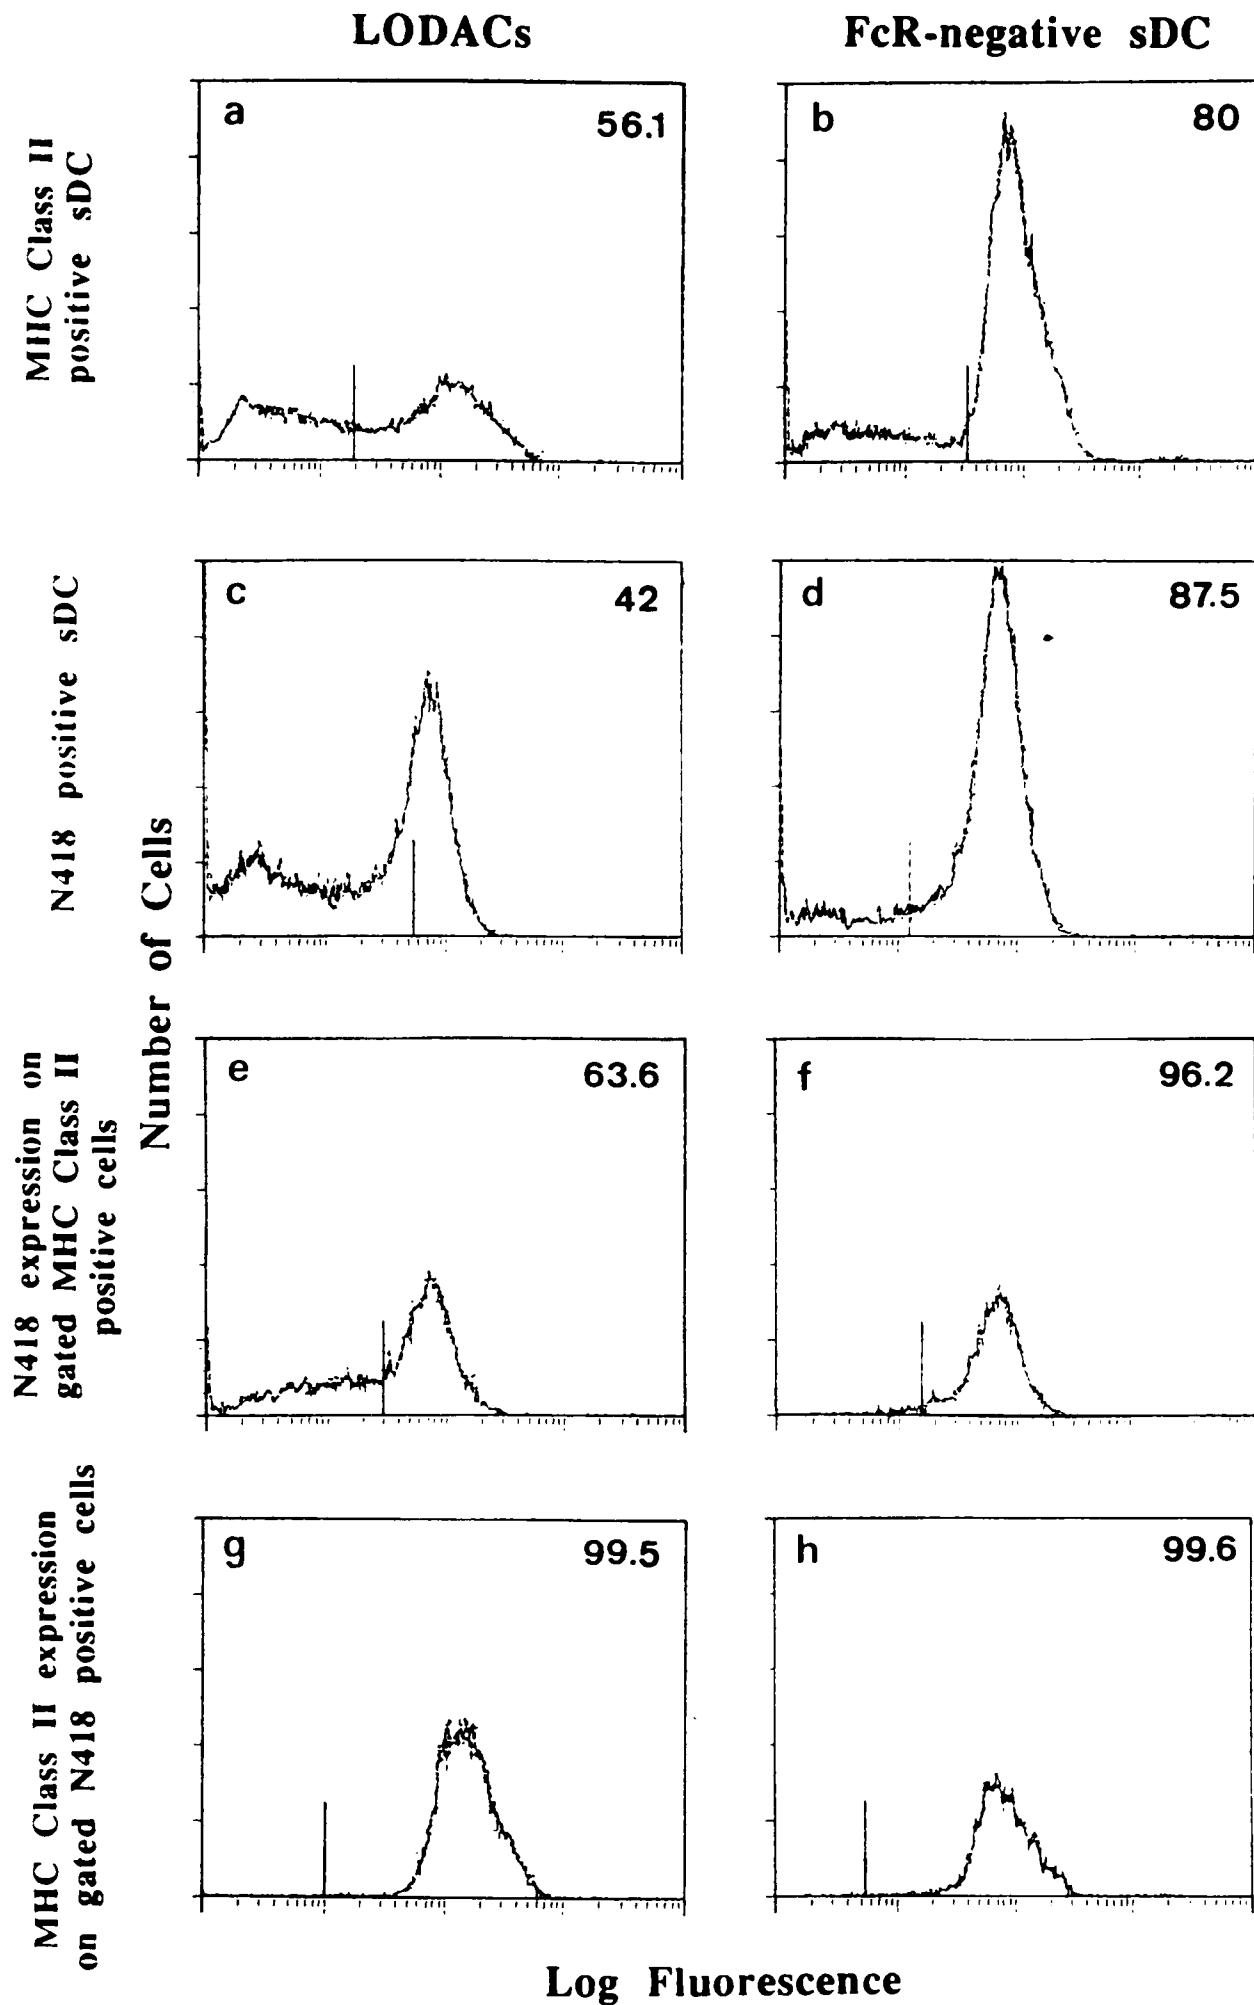 LODACs
FcR-negative sDC
MHC Class II
positive sDC
a
56.1
b
80
N418 positive sDC
c
42
d
87.5
Number of Cells
N418 expression on
gated MHC Class II
positive cells
e
63.6
f
96.2
MHC Class II expression
on gated N418 positive cells
g
99.5
h
99.6
Log Fluorescence